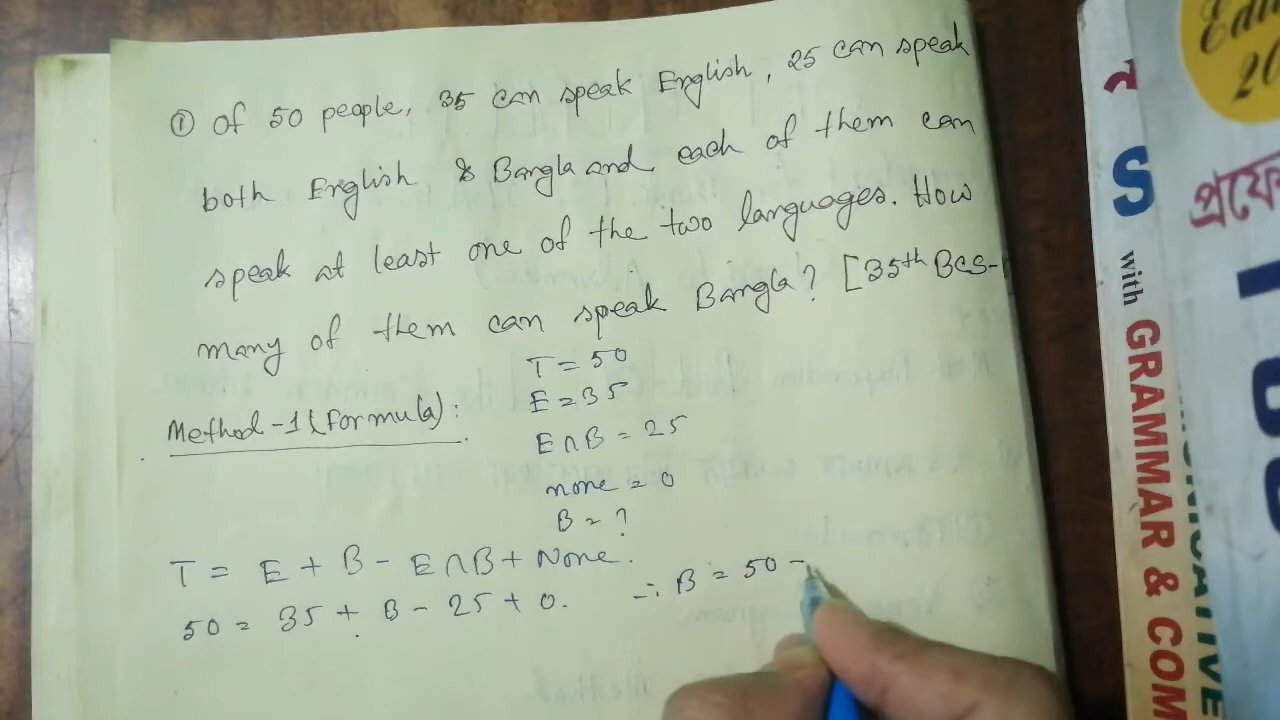 ① Of 50 people, 35 can speak English, 25 can speak
both English & Bangla and each of them can
speak at least one of the two languages. How
many of them can speak Bangla? [35th BCS-
Method-1 (Formula):
T = 50
E = 35
E ∩ B = 25
none = 0
B = ?
T = E + B - E ∩ B + None.
50 = 35 + B - 25 + 0.
∴ B = 50 -
S
with GRAMMAR & COM